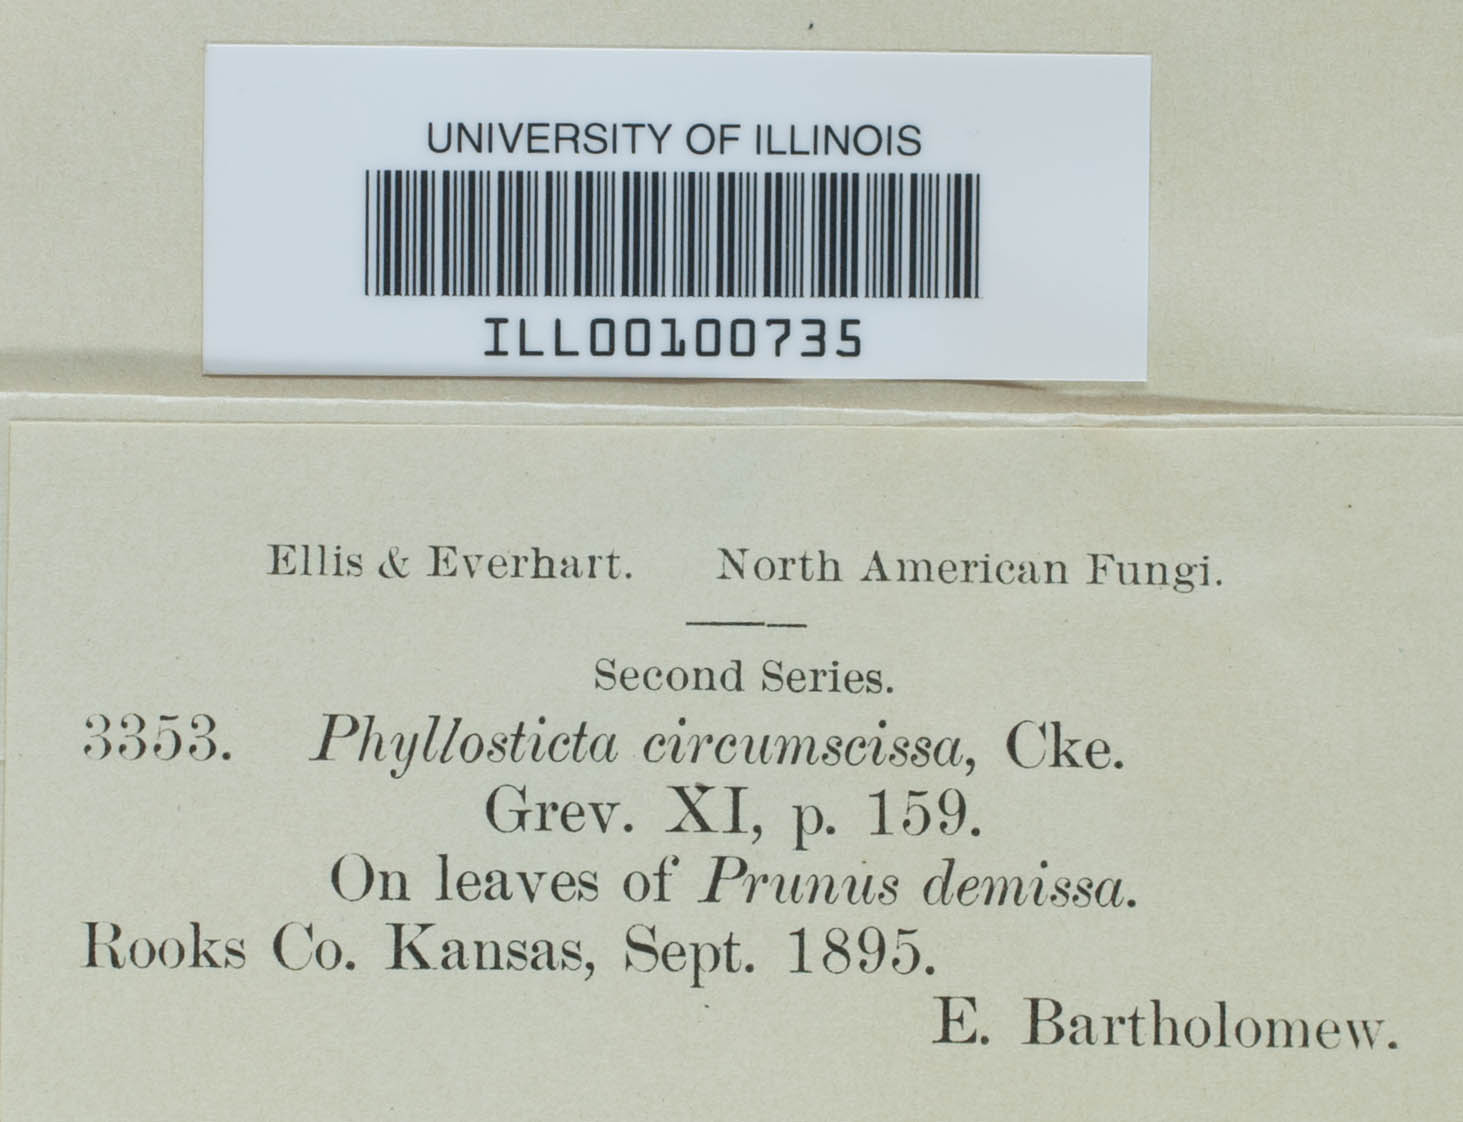 UNIVERSITY OF ILLINOIS
ILL00100735
Ellis & Everhart. North American Fungi.
Second Series.
3353. Phyllosticta circumscissa, Cke.
Grev. XI, p. 159.
On leaves of Prunus demissa.
Rooks Co. Kansas, Sept. 1895.
E. Bartholomew.